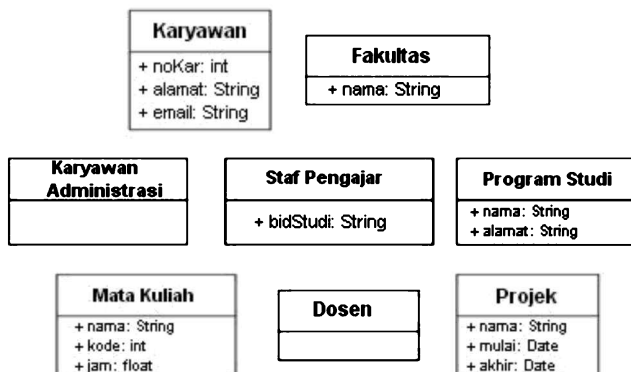 Karyawan
+ noKar: int
+ alamat: String
+ email: String
Fakultas
+ nama: String
Karyawan
Administrasi
Staf Pengajar
+ bidStudi: String
Program Studi
+ nama: String
+ alamat: String
Mata Kuliah
+ nama: String
+ kode: int
+ jam: float
Dosen
Projek
+ nama: String
+ mulai: Date
+ akhir: Date